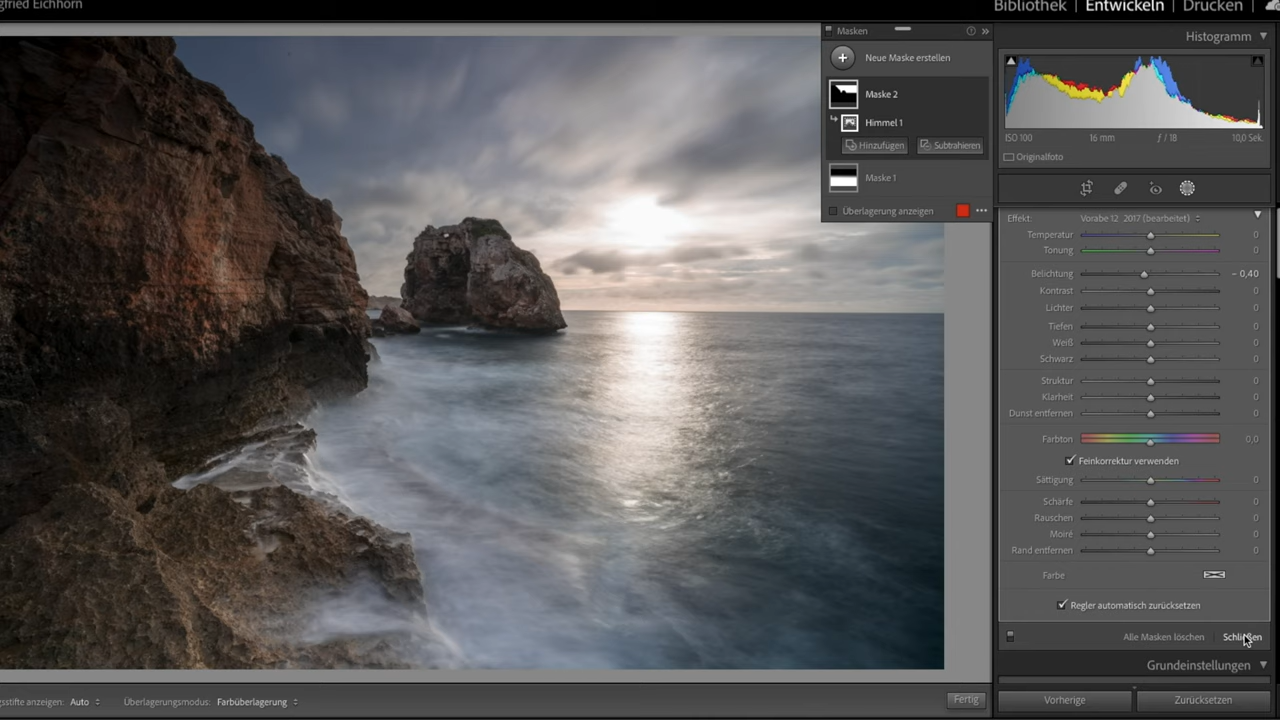 gfried Eichhorn
Bibliothek | Entwickeln | Drucken |
Histogramm
ISO 100 16 mm ƒ / 18 10,0 Sek.
Originalfoto
Masken
Neue Maske erstellen
Maske 2
Himmel 1
Hinzufügen Subtrahieren
Maske 1
Überlagerung anzeigen
Effekt: Vorabe 12 2017 (bearbeitet)
Temperatur 0
Tonung 0
Belichtung – 0,40
Kontrast 0
Lichter 0
Tiefen 0
Weiß 0
Schwarz 0
Struktur 0
Klarheit 0
Dunst entfernen 0
Farbton 0,0
Feinkorrektur verwenden
Sättigung 0
Schärfe 0
Rauschen 0
Moiré 0
Rand entfernen 0
Farbe
Regler automatisch zurücksetzen
Alle Masken löschen Schließen
Grundeinstellungen
Vorherige Zurücksetzen
gsstifte anzeigen: Auto Überlagerungsmodus: Farbüberlagerung Fertig